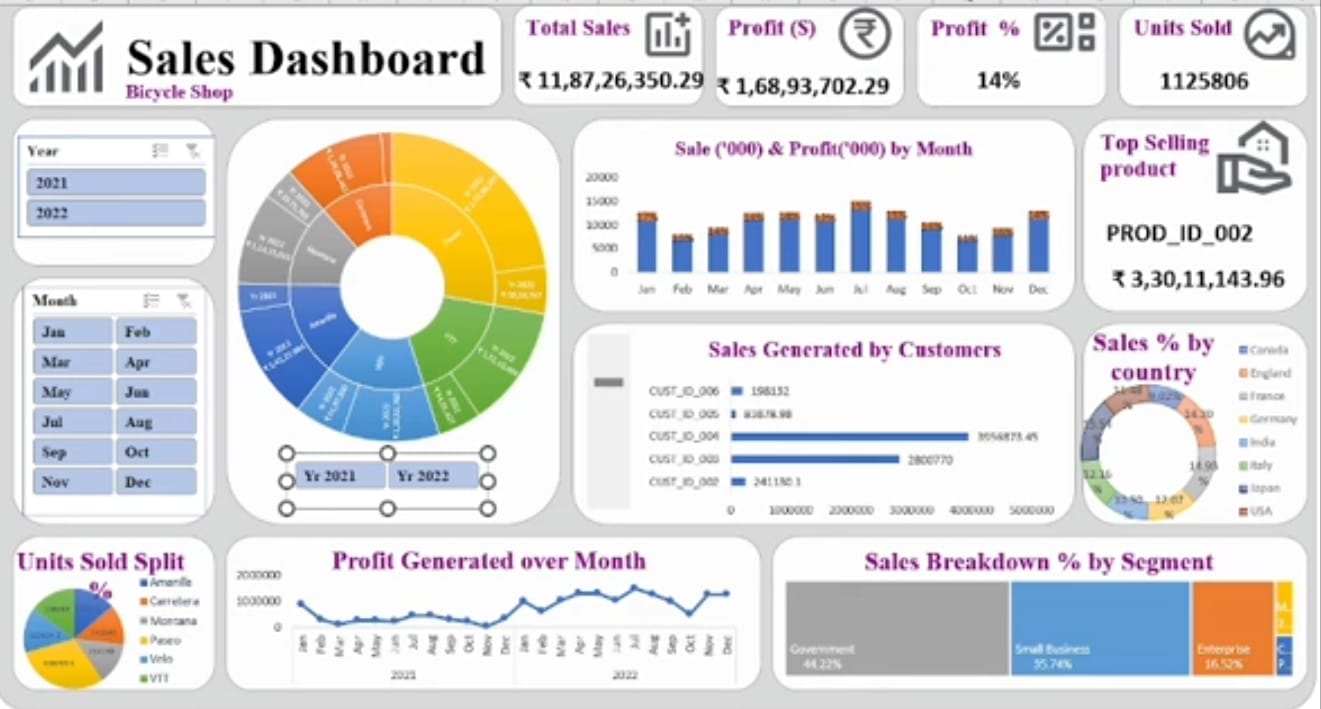 Sales Dashboard
Bicycle Shop
Total Sales
₹ 11,87,26,350.29
Profit ($)
₹ 1,68,93,702.29
Profit %
14%
Units Sold
1125806
Year
2021
2022
Month
Jan Feb
Mar Apr
May Jun
Jul Aug
Sep Oct
Nov Dec
Paseo
VTT
Velo
Amarilla
Montana
Carretera
Yr 2021 Yr 2022
Sale ('000) & Profit('000) by Month
20000
15000
10000
5000
0
Jan Feb Mar Apr May Jun Jul Aug Sep Oct Nov Dec
Top Selling
product
PROD_ID_002
₹ 3,30,11,143.96
Sales Generated by Customers
CUST_ID_006 198132
CUST_ID_005
CUST_ID_004 3956873.45
CUST_ID_003 2800770
CUST_ID_002 241130.1
0 1000000 2000000 3000000 4000000 5000000
Sales % by
country
Canada
England
France
Germany
India
Italy
Japan
USA
Units Sold Split
%
Amarilla
Carretera
Montana
Paseo
Velo
VTT
Profit Generated over Month
2000000
1000000
0
Jan Feb Mar Apr May Jun Jul Aug Sep Oct Nov Dec Jan Feb Mar Apr May Jun Jul Aug Sep Oct Nov Dec
2021 2022
Sales Breakdown % by Segment
Government
44.22%
Small Business
35.74%
Enterprise
16.52%
M...
C...
P...